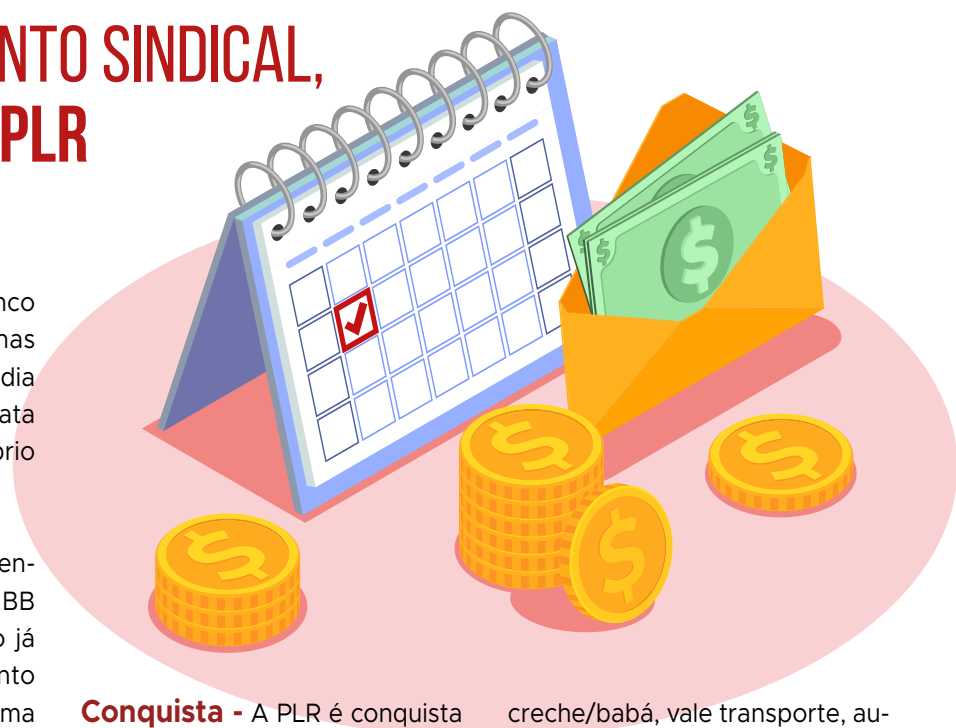 NTO SINDICAL,
PLR
nco
nas
dia
ata
rio
en-
BB
o já
nto
ma
Conquista - A PLR é conquista
creche/babá, vale transporte, au-